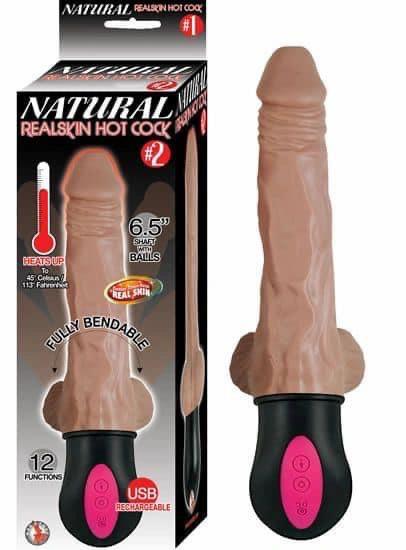 NATURAL
REALSKIN HOT COCK
#1
NATURAL
REALSKIN HOT COCK
#2
NATURAL
REALSKIN HOT COCK
#2
HEATS UP
To
45° Celsius /
113° Fahrenheit
6.5"
SHAFT WITH
BALLS
REAL SKIN
FULLY BENDABLE
12
FUNCTIONS
USB
RECHARGEABLE